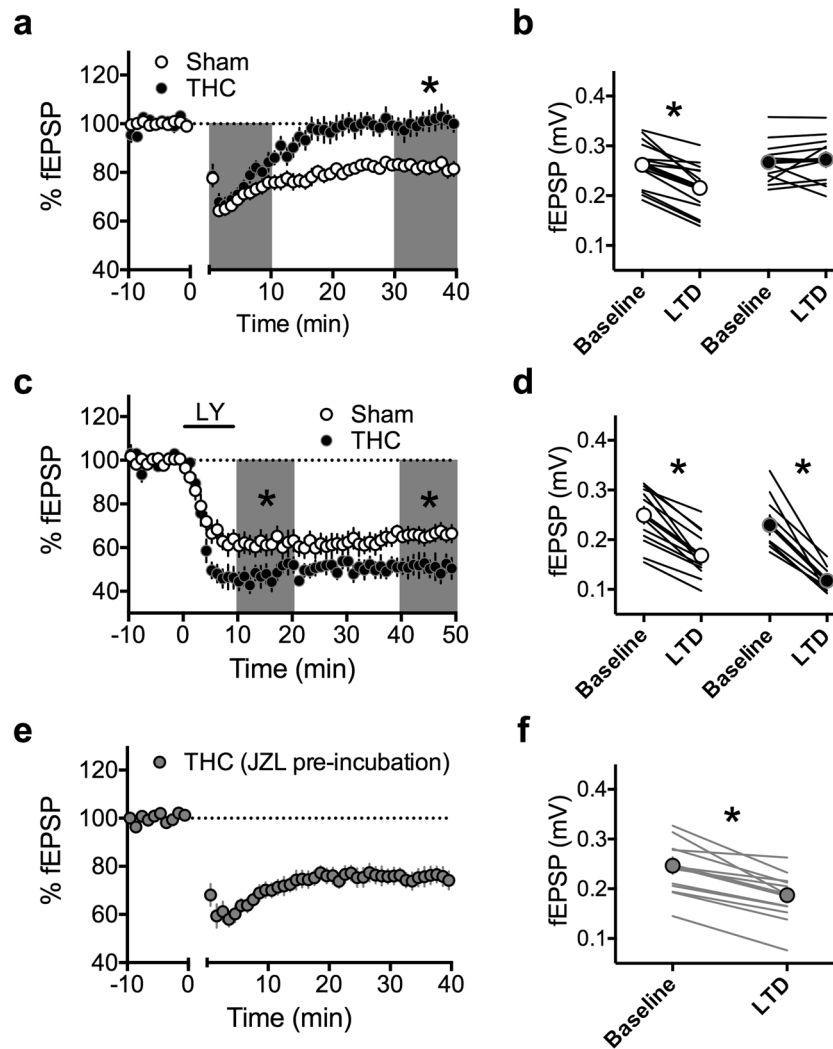 a
Sham
THC
*
% fEPSP
120
100
80
60
40
-10 0 0 10 20 30 40
Time (min)
b
*
fEPSP (mV)
0.4
0.3
0.2
0.1
Baseline LTD Baseline LTD
c
LY
Sham
THC
* *
% fEPSP
120
100
80
60
40
-10 0 10 20 30 40 50
Time (min)
d
* *
fEPSP (mV)
0.4
0.3
0.2
0.1
Baseline LTD Baseline LTD
e
THC (JZL pre-incubation)
% fEPSP
120
100
80
60
40
-10 0 0 10 20 30 40
Time (min)
f
*
fEPSP (mV)
0.4
0.3
0.2
0.1
Baseline LTD